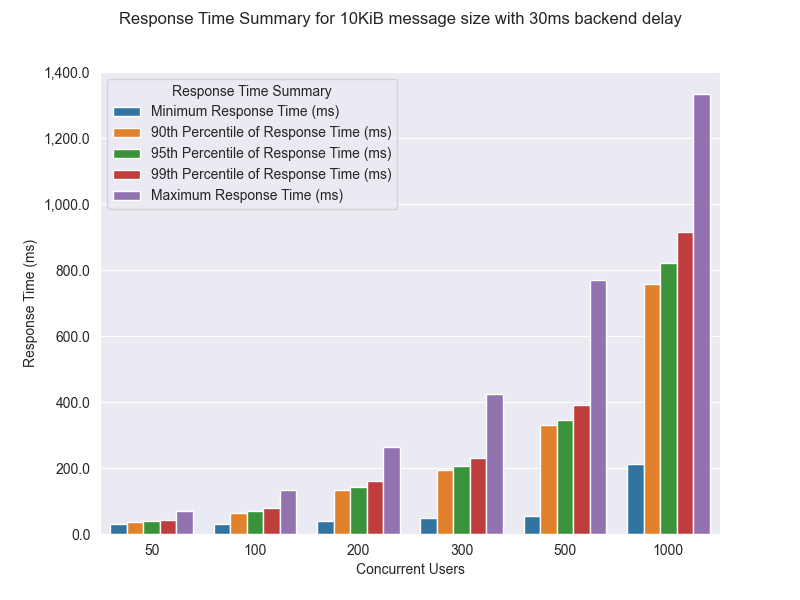 Response Time Summary for 10KiB message size with 30ms backend delay
1,400.0
1,200.0
1,000.0
800.0
600.0
400.0
200.0
0.0
Response Time (ms)
Response Time Summary
Minimum Response Time (ms)
90th Percentile of Response Time (ms)
95th Percentile of Response Time (ms)
99th Percentile of Response Time (ms)
Maximum Response Time (ms)
50 100 200 300 500 1000
Concurrent Users